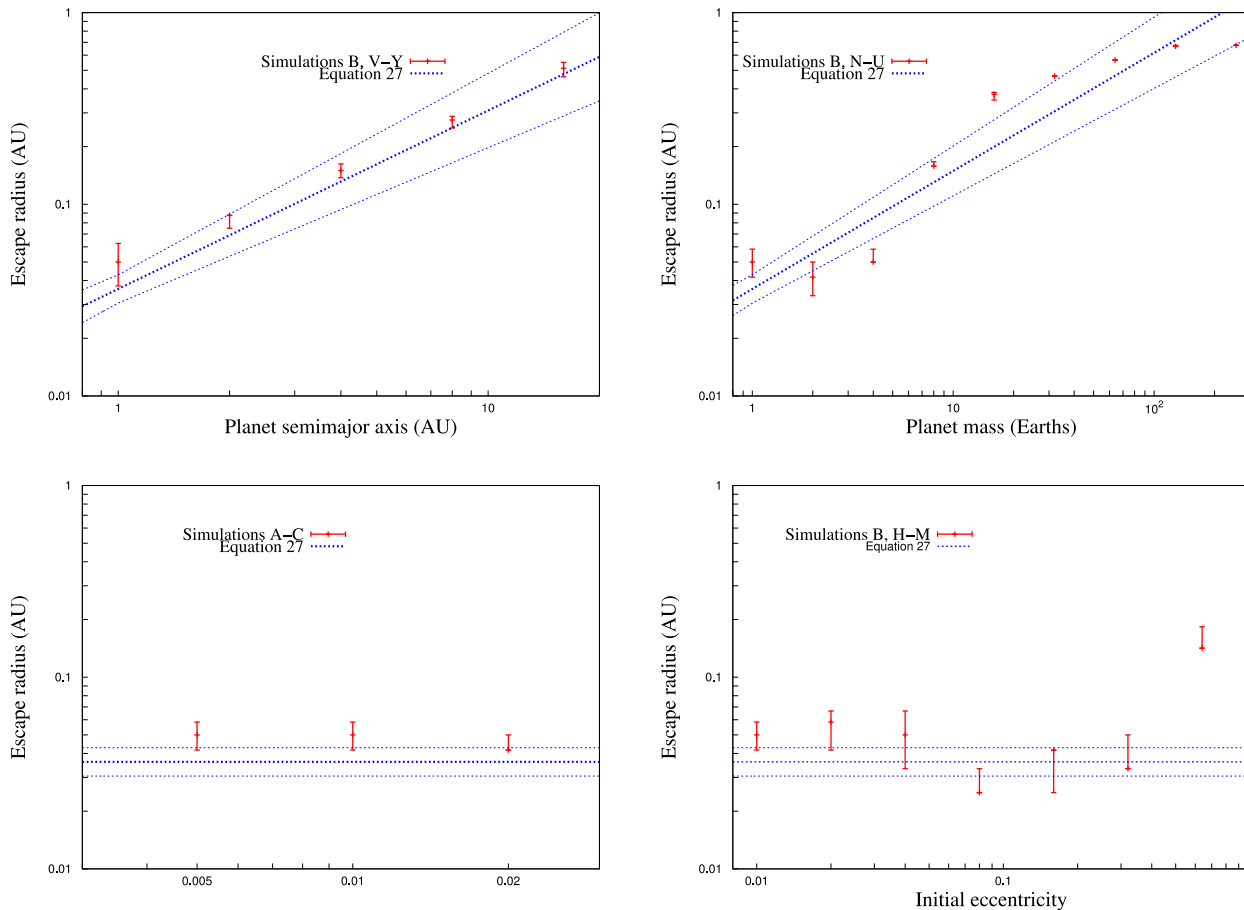 1
0.1
0.01
Escape radius (AU)
Simulations B, V−Y
Equation 27
1
10
Planet semimajor axis (AU)
1
0.1
0.01
Escape radius (AU)
Simulations B, N−U
Equation 27
1
10
10²
Planet mass (Earths)
1
0.1
0.01
Escape radius (AU)
Simulations A−C
Equation 27
0.005
0.01
0.02
1
0.1
0.01
Escape radius (AU)
Simulations B, H−M
Equation 27
0.01
0.1
Initial eccentricity